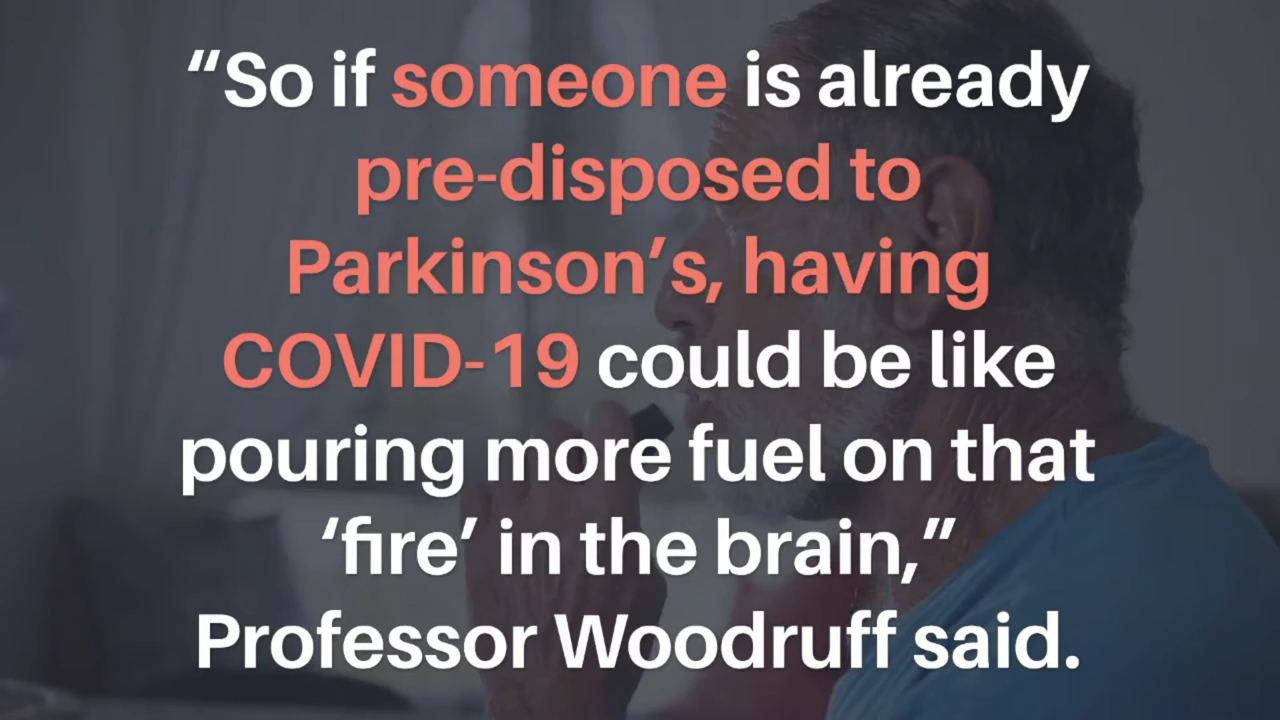 “So if someone is already
pre-disposed to
Parkinson’s, having
COVID-19 could be like
pouring more fuel on that
‘fire’ in the brain,”
Professor Woodruff said.